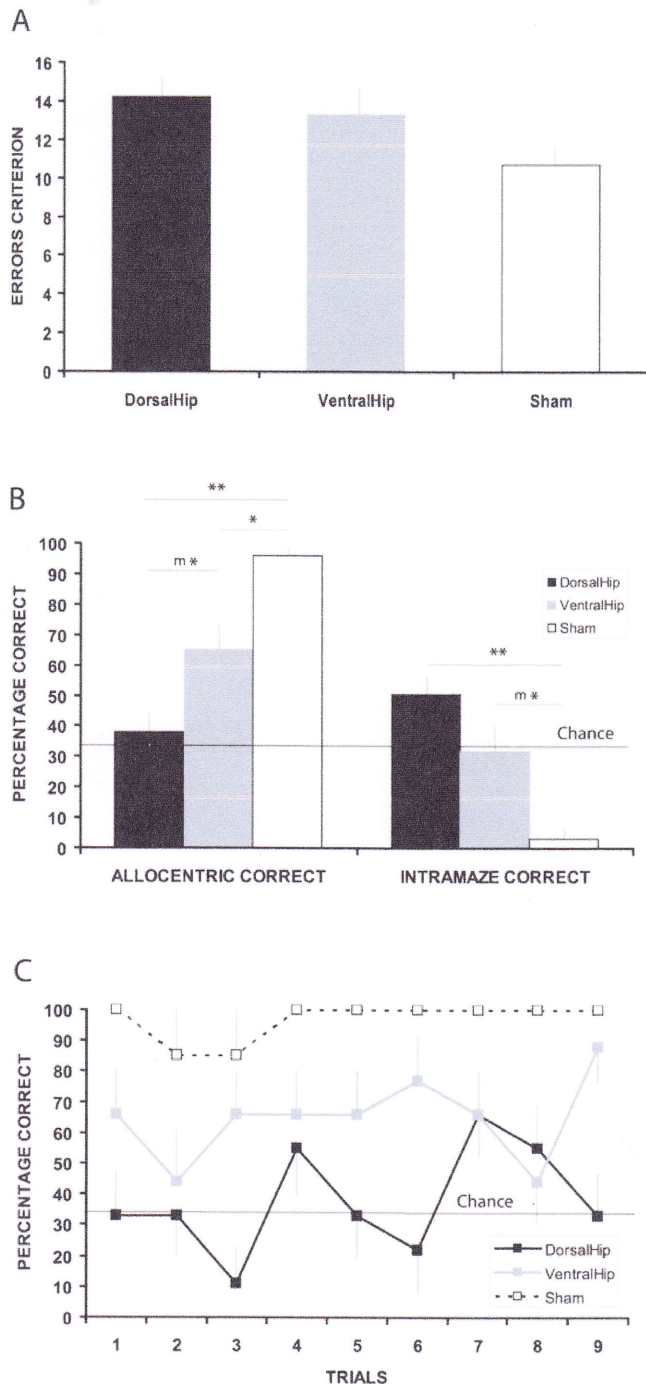 A
ERRORS CRITERION
16
14
12
10
8
6
4
2
0
DorsalHip VentralHip Sham
B
PERCENTAGE CORRECT
100
90
80
70
60
50
40
30
20
10
0
**
*
m *
DorsalHip
VentralHip
Sham
**
m *
Chance
ALLOCENTRIC CORRECT INTRAMAZE CORRECT
C
PERCENTAGE CORRECT
100
90
80
70
60
50
40
30
20
10
0
Chance
DorsalHip
VentralHip
Sham
1 2 3 4 5 6 7 8 9
TRIALS